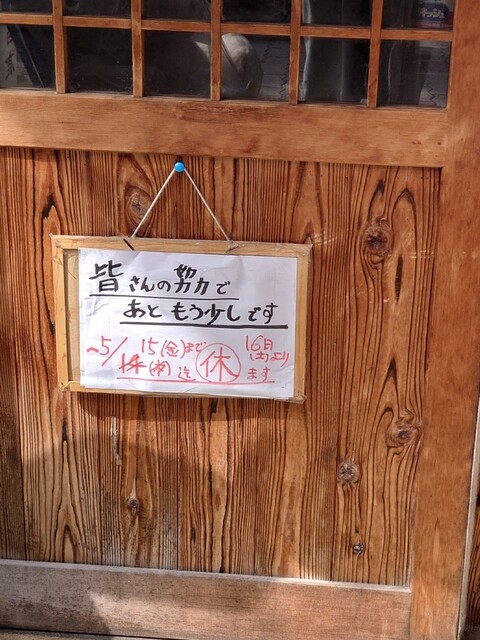 皆さんの努力で
あと もう少しです
15(金)まで 16(土)より
~5/14(木)迄 休 ます